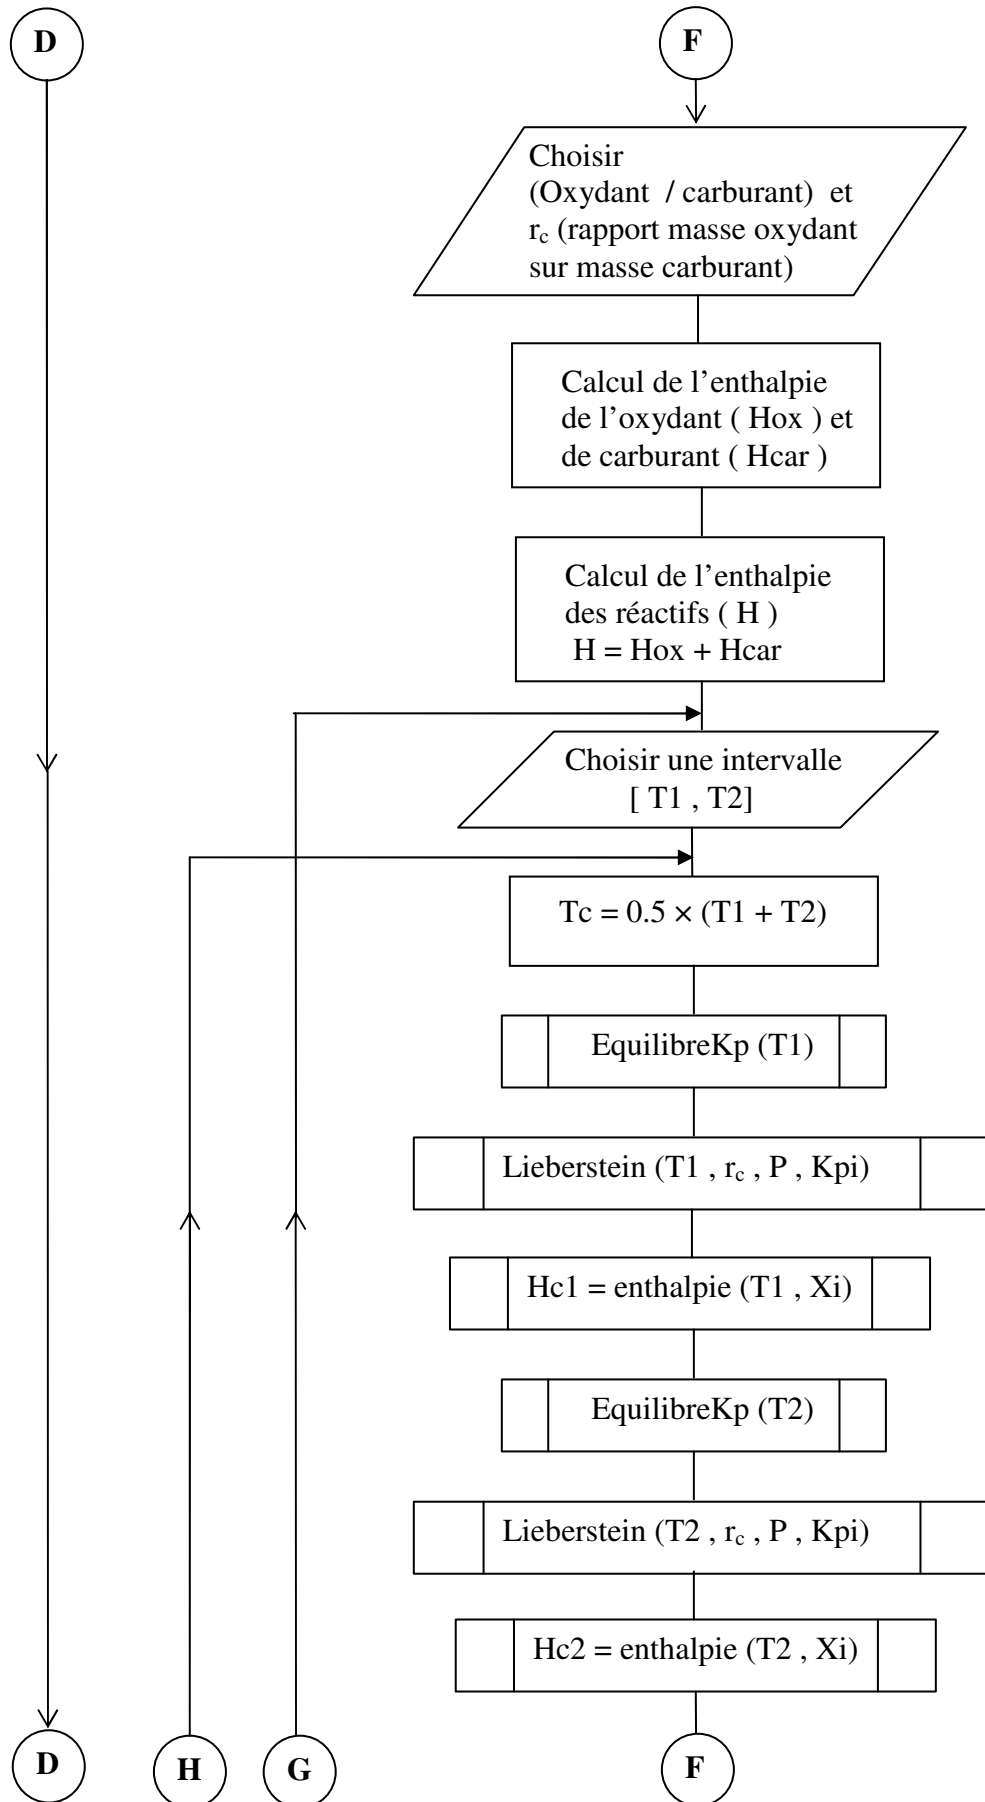 D
F
Choisir
(Oxydant / carburant) et
rc (rapport masse oxydant
sur masse carburant)
Calcul de l'enthalpie
de l'oxydant ( Hox ) et
de carburant ( Hcar )
Calcul de l'enthalpie
des réactifs ( H )
H = Hox + Hcar
Choisir une intervalle
[ T1 , T2]
Tc = 0.5 × (T1 + T2)
EquilibreKp (T1)
Lieberstein (T1 , rc , P , Kpi)
Hc1 = enthalpie (T1 , Xi)
EquilibreKp (T2)
Lieberstein (T2 , rc , P , Kpi)
Hc2 = enthalpie (T2 , Xi)
D
H
G
F